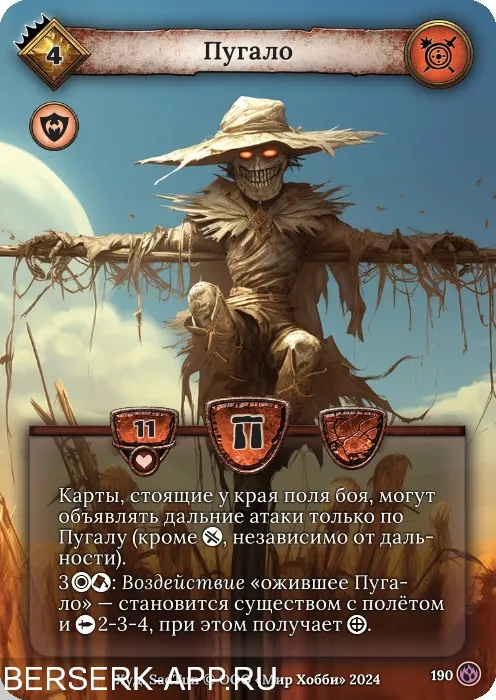 4
Пугало
11
Карты, стоящие у края поля боя, могут
объявлять дальние атаки только по
Пугалу (кроме , независимо от даль-
ности).
3: Воздействие «ожившее Пуга-
ло» — становится существом с полётом
и 2-3-4, при этом получает .
© ООО «Мир Хобби» 2024
190
BERSERK-APP.RU